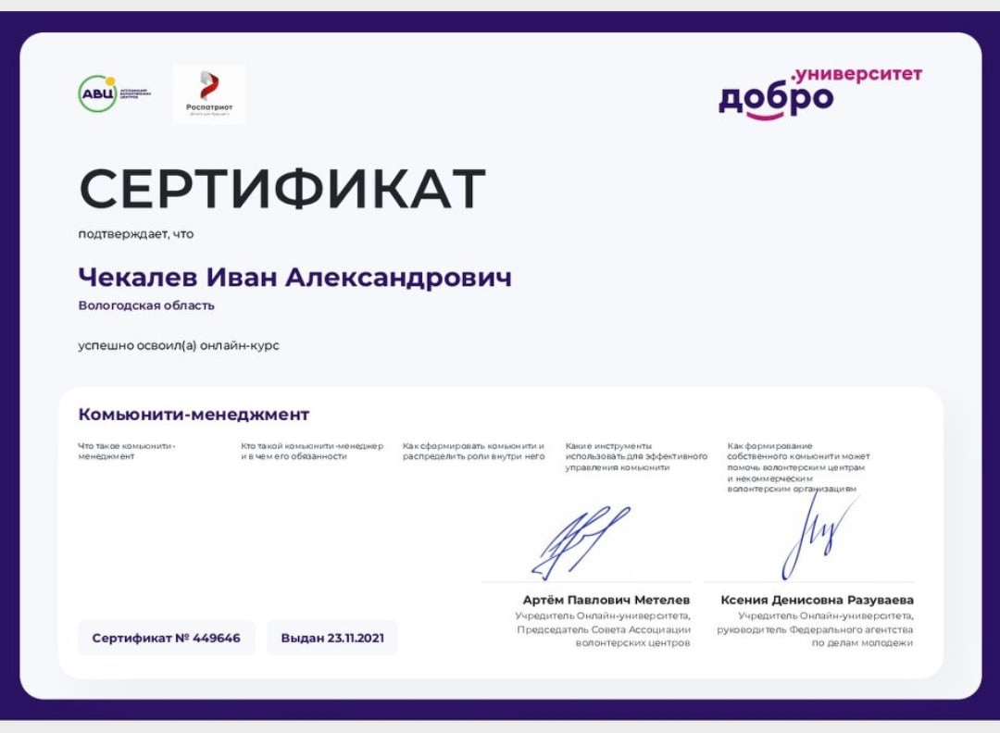 АВЦ
АССОЦИАЦИЯ
ВОЛОНТЕРСКИХ
ЦЕНТРОВ
Роспатриот
.университет
добро
СЕРТИФИКАТ
подтверждает, что
Чекалев Иван Александрович
Вологодская область
успешно освоил(а) онлайн-курс
Комьюнити-менеджмент
Что такое комьюнити-
менеджмент
Кто такой комьюнити-менеджер
и в чем его обязанности
Как сформировать комьюнити и
распределить роли внутри него
Какие инструменты
использовать для эффективного
управления комьюнити
Как формирование
собственного комьюнити может
помочь волонтерским центрам
и некоммерческим
волонтерским организациям
Артём Павлович Метелев
Учредитель Онлайн-университета,
Председатель Совета Ассоциации
волонтерских центров
Ксения Денисовна Разуваева
Учредитель Онлайн-университета,
руководитель Федерального агентства
по делам молодежи
Сертификат № 449646
Выдан 23.11.2021